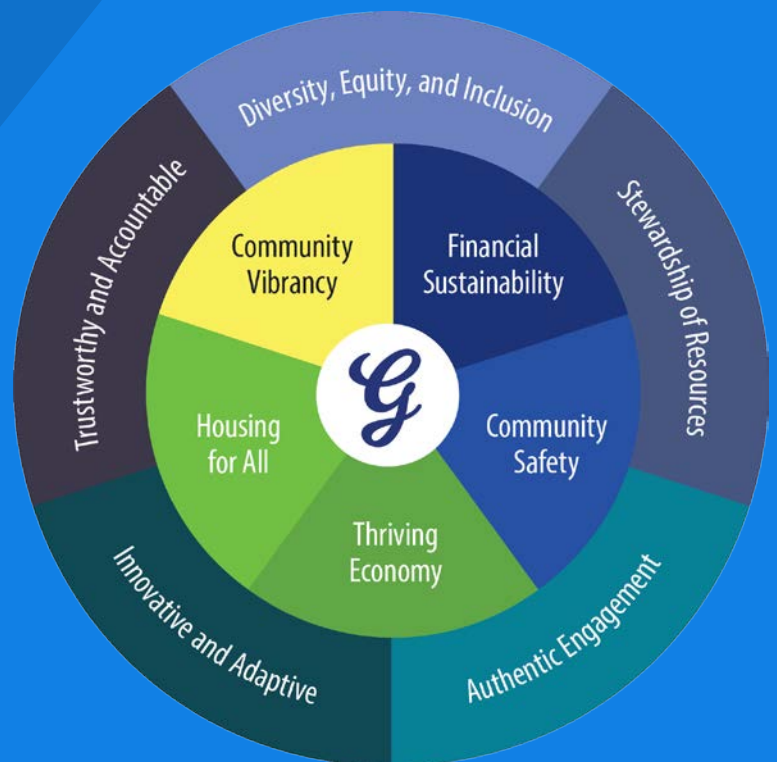 Diversity, Equity, and Inclusion
Stewardship of Resources
Authentic Engagement
Innovative and Adaptive
Trustworthy and Accountable
Community
Vibrancy
Financial
Sustainability
Community
Safety
Thriving
Economy
Housing
for All
G